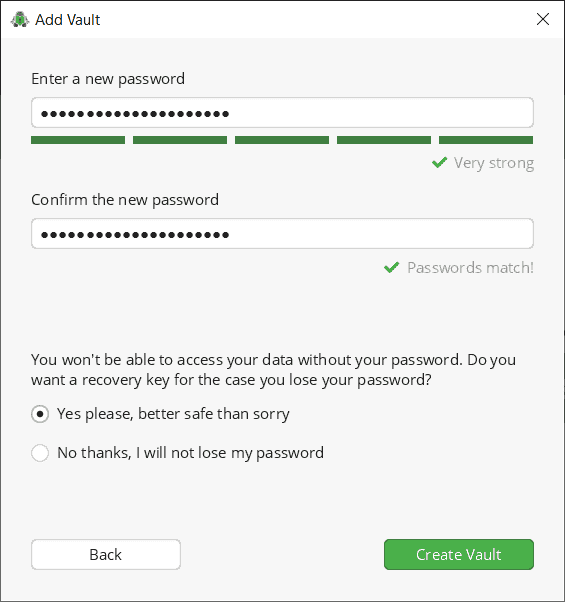 Add Vault
Enter a new password
●●●●●●●●●●●●●●●●●●●●●
Very strong
Confirm the new password
●●●●●●●●●●●●●●●●●●●●●
Passwords match!
You won't be able to access your data without your password. Do you
want a recovery key for the case you lose your password?
Yes please, better safe than sorry
No thanks, I will not lose my password
Back
Create Vault